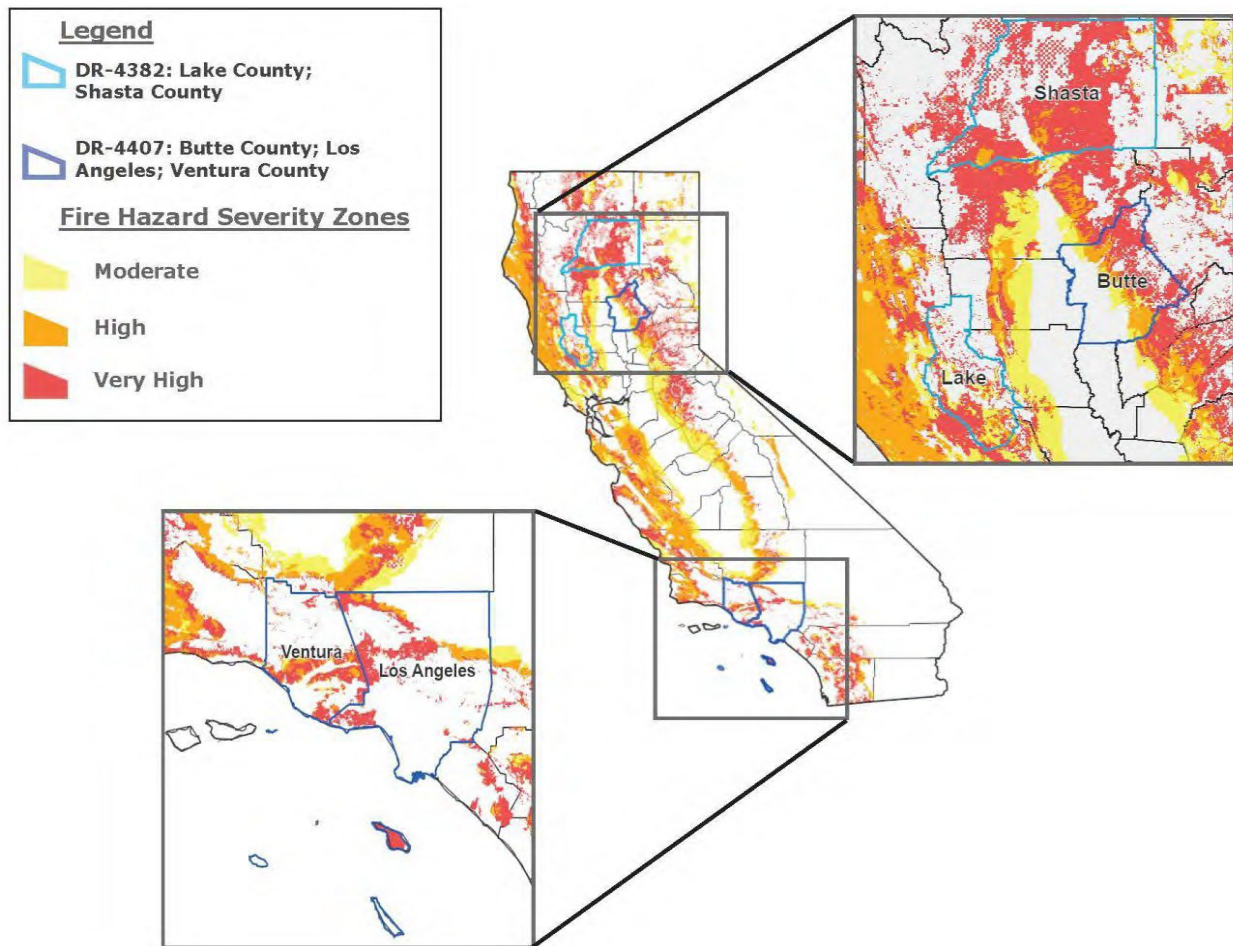 Legend
DR-4382: Lake County;
Shasta County
DR-4407: Butte County; Los
Angeles; Ventura County
Fire Hazard Severity Zones
Moderate
High
Very High
Shasta
Butte
Lake
Ventura
Los Angeles